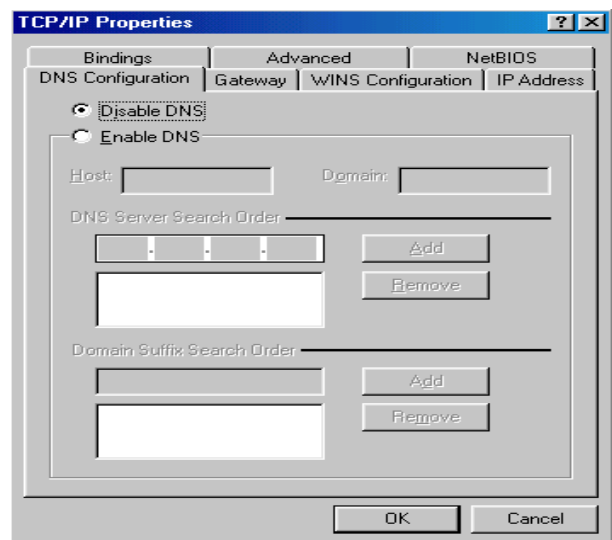 TCP/IP Properties
Bindings Advanced NetBIOS
DNS Configuration Gateway WINS Configuration IP Address
Disable DNS
Enable DNS
Host: Domain:
DNS Server Search Order
. . . Add
Remove
Domain Suffix Search Order
Add
Remove
OK Cancel